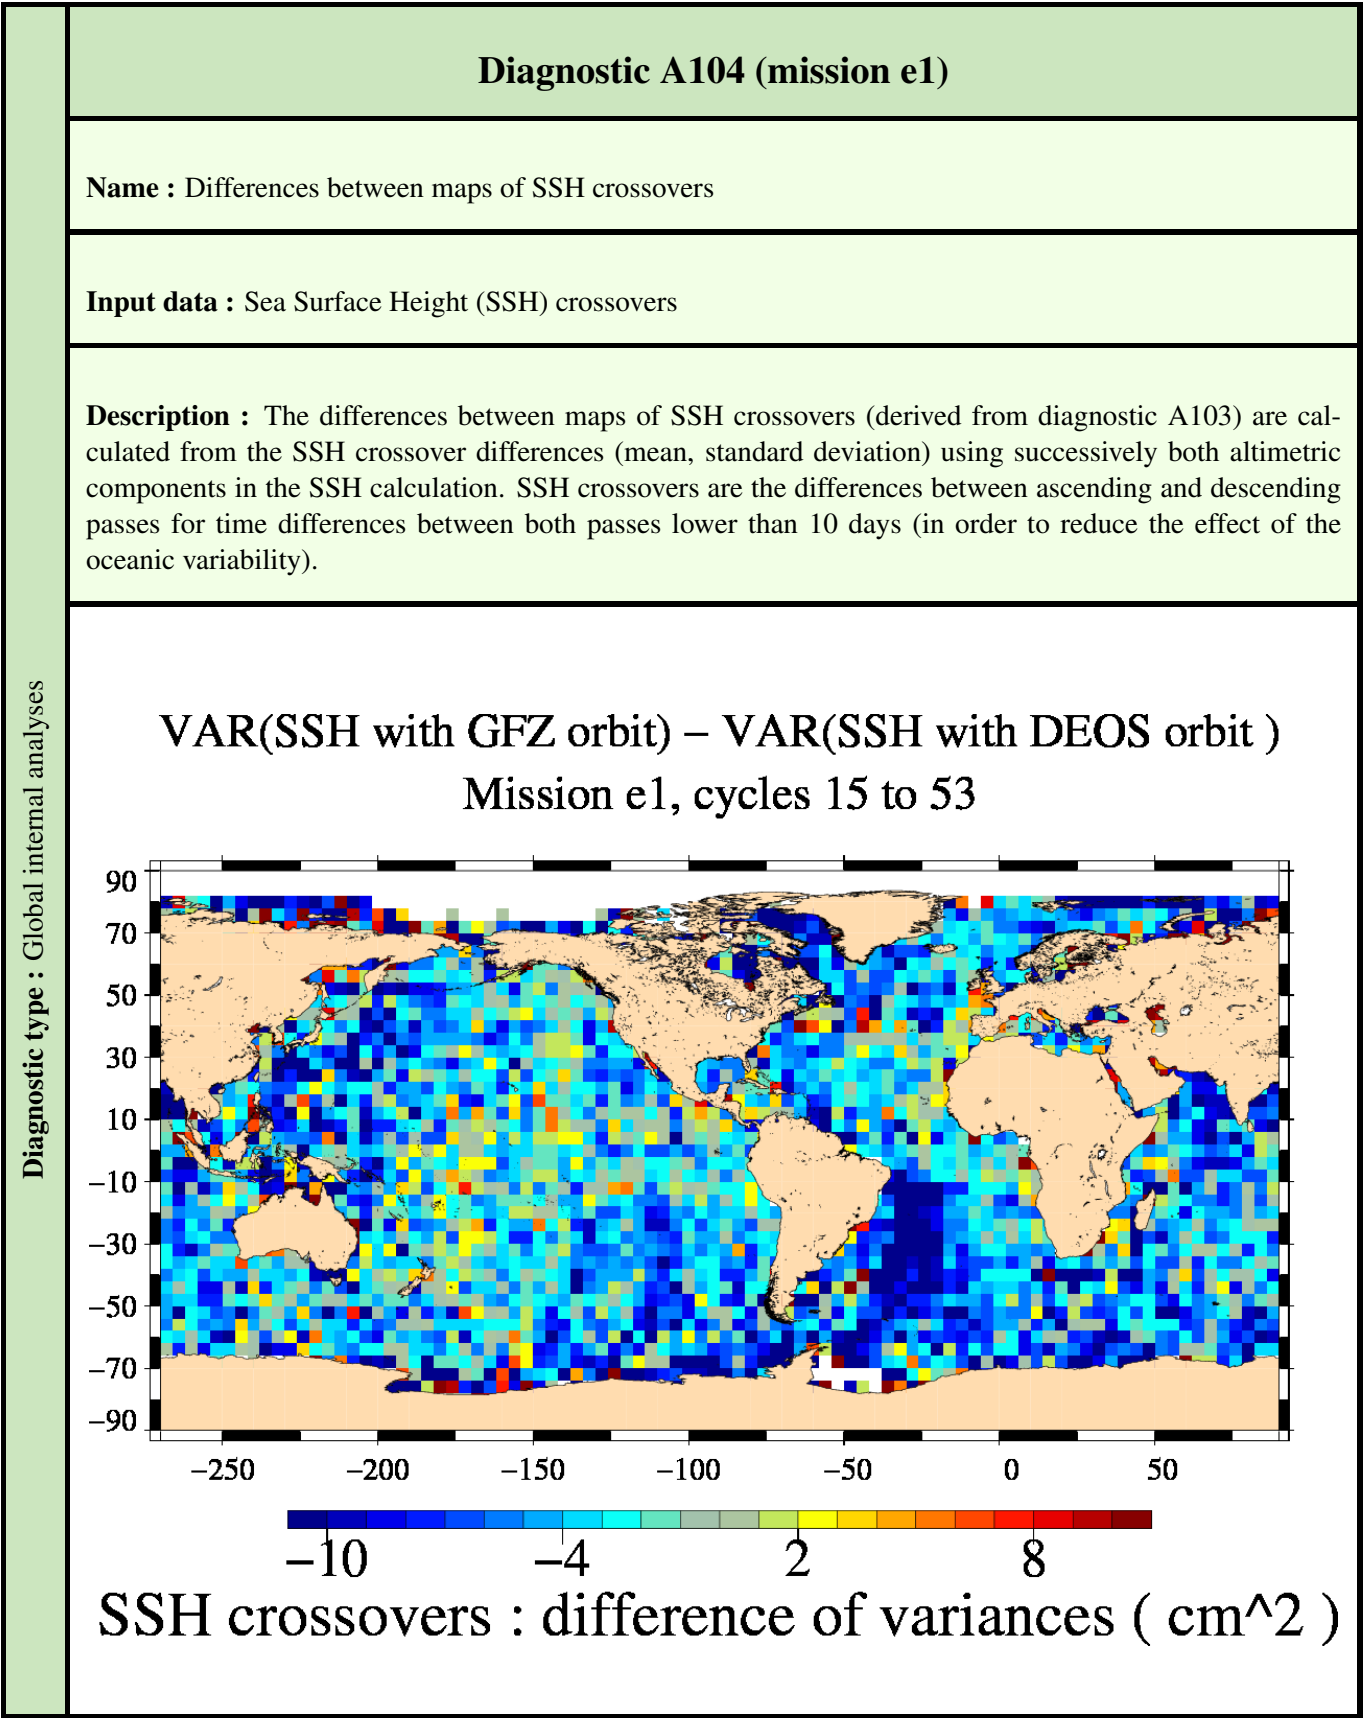 Diagnostic A104 (mission e1)
Name : Differences between maps of SSH crossovers
Input data : Sea Surface Height (SSH) crossovers
Description : The differences between maps of SSH crossovers (derived from diagnostic A103) are cal-
culated from the SSH crossover differences (mean, standard deviation) using successively both altimetric
components in the SSH calculation. SSH crossovers are the differences between ascending and descending
passes for time differences between both passes lower than 10 days (in order to reduce the effect of the
oceanic variability).
Diagnostic type : Global internal analyses
VAR(SSH with GFZ orbit) – VAR(SSH with DEOS orbit )
Mission e1, cycles 15 to 53
90
70
50
30
10
−10
−30
−50
−70
−90
−250 −200 −150 −100 −50 0 50
−10 −4 2 8
SSH crossovers : difference of variances ( cm^2 )